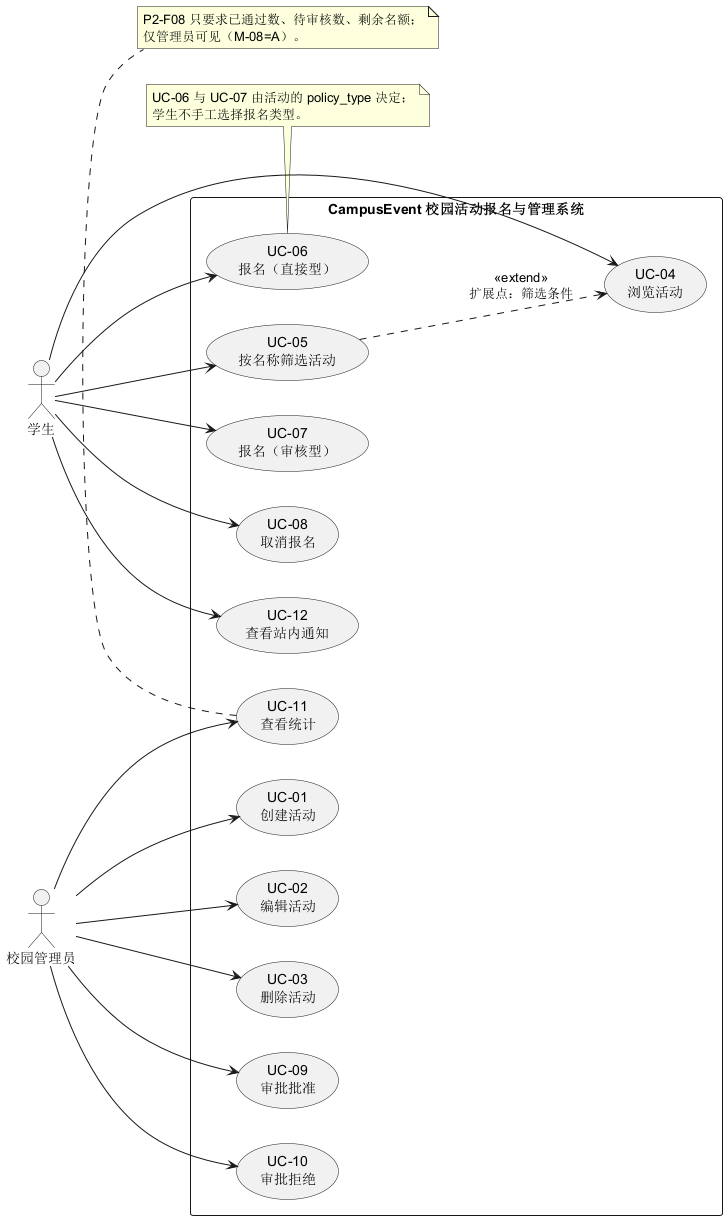 P2-F08 只要求已通过数、待审核数、剩余名额；
仅管理员可见（M-08=A）。
UC-06 与 UC-07 由活动的 policy_type 决定；
学生不手工选择报名类型。
CampusEvent 校园活动报名与管理系统
UC-06
报名（直接型）
UC-04
浏览活动
«extend»
扩展点：筛选条件
UC-05
按名称筛选活动
学生
UC-07
报名（审核型）
UC-08
取消报名
UC-12
查看站内通知
UC-11
查看统计
UC-01
创建活动
校园管理员
UC-02
编辑活动
UC-03
删除活动
UC-09
审批批准
UC-10
审批拒绝